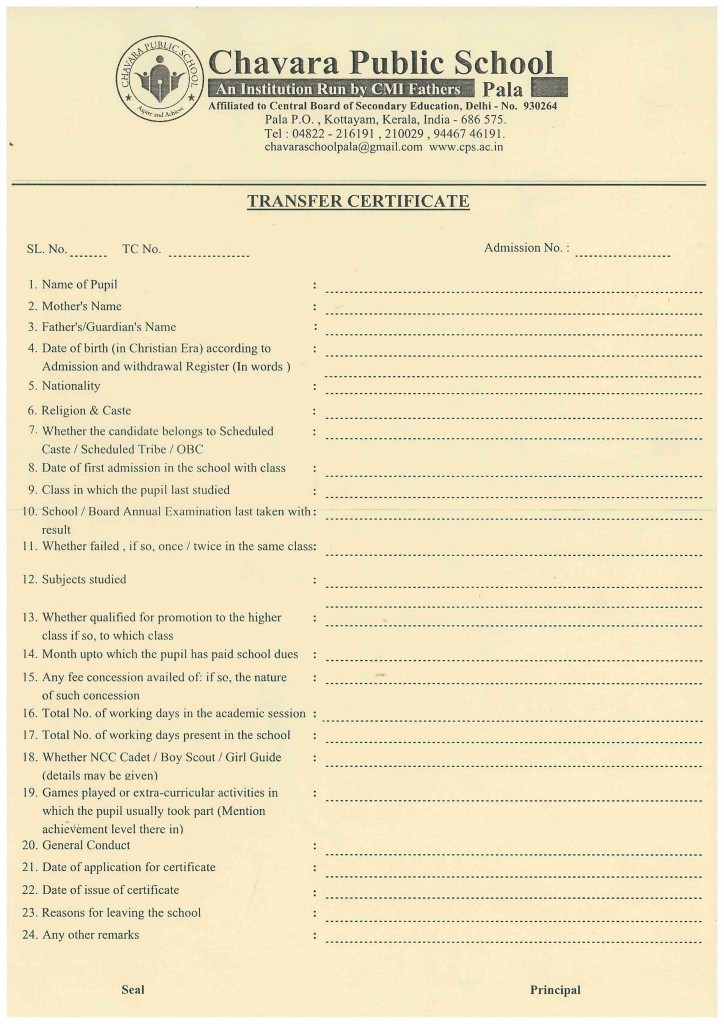 CHAVARA PUBLIC SCHOOL
Aspire and Achieve
Chavara Public School
An Institution Run by CMI Fathers Pala
Affiliated to Central Board of Secondary Education, Delhi - No. 930264
Pala P.O. , Kottayam, Kerala, India - 686 575.
Tel : 04822 - 216191 , 210029 , 94467 46191.
chavaraschoolpala@gmail.com www.cps.ac.in
TRANSFER CERTIFICATE
SL. No. TC No. Admission No. :
1. Name of Pupil :
2. Mother's Name :
3. Father's/Guardian's Name :
4. Date of birth (in Christian Era) according to :
Admission and withdrawal Register (In words )
5. Nationality :
6. Religion & Caste :
7. Whether the candidate belongs to Scheduled :
Caste / Scheduled Tribe / OBC
8. Date of first admission in the school with class :
9. Class in which the pupil last studied :
10. School / Board Annual Examination last taken with :
result
11. Whether failed , if so, once / twice in the same class:
12. Subjects studied :
13. Whether qualified for promotion to the higher :
class if so, to which class
14. Month upto which the pupil has paid school dues :
15. Any fee concession availed of: if so, the nature :
of such concession
16. Total No. of working days in the academic session :
17. Total No. of working days present in the school :
18. Whether NCC Cadet / Boy Scout / Girl Guide :
(details may be given)
19. Games played or extra-curricular activities in :
which the pupil usually took part (Mention
achievement level there in)
20. General Conduct :
21. Date of application for certificate :
22. Date of issue of certificate :
23. Reasons for leaving the school :
24. Any other remarks :
Seal Principal